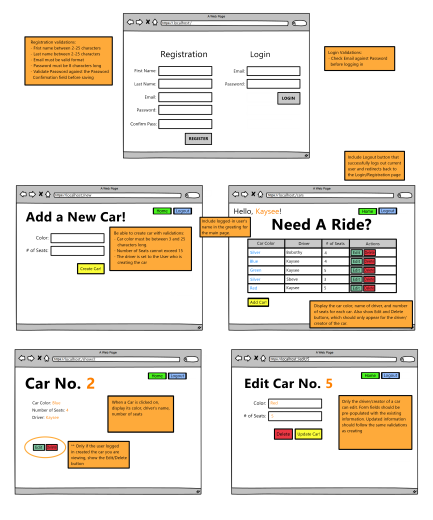 A Web Page
https://localhost/
Registration
Login
First Name:
Last Name:
Email:
Password:
Confirm Pass:
REGISTER
Email:
Password:
LOGIN
Registration validations:
- First name between 2-25 characters
- Last name between 2-25 characters
- Email must be valid format
- Password must be 8 characters long
- Validate Password against the Password
Confirmation field before saving.
Login Validations:
- Check Email against Password
before logging in
Include Logout button that
successfully logs out current
user and redirects back to
the Login/Registration page
A Web Page
https://localhost/new
Home
Logout
Add a New Car!
Color:
# of Seats:
Create Car!
Be able to create car with validations:
- Car color must be between 3 and 25
characters long
- Number of Seats cannot exceed 15
- The driver is set to the User who is
creating the car
Include logged in user's
name in the greeting for
the main page.
A Web Page
https://localhost/cars
Hello, Kaysee!
Home
Logout
Need A Ride?
Car Color Driver # of Seats Actions
Silver Dorothy 4 Edit
Blue Kaysee 4 Edit
Green Kaysee 5 Edit
Silver Steve 3 Edit
Red Kaysee 5 Edit
Add Car
Display the car color, name of driver, and number
of seats for each car. Also show Edit and Delete
buttons, which should only appear for the driver/
creator of the car
A Web Page
https://localhost/show/2
Home
Logout
Car No. 2
Car Color: Blue
Number of Seats: 4
Driver: Kaysee
When a Car is clicked on,
display its color, driver's name,
number of seats
Edit
** Only if the user logged
in created the car you are
viewing, show the Edit/Delete
button
A Web Page
https://localhost/edit/5
Home
Logout
Edit Car No. 5
Color: Red
# of Seats: 5
Delete
Update Car!
Only the driver/creator of a car
can edit. Form fields should be
pre-populated with the existing
information. Updated information
should follow the same validations
as creating